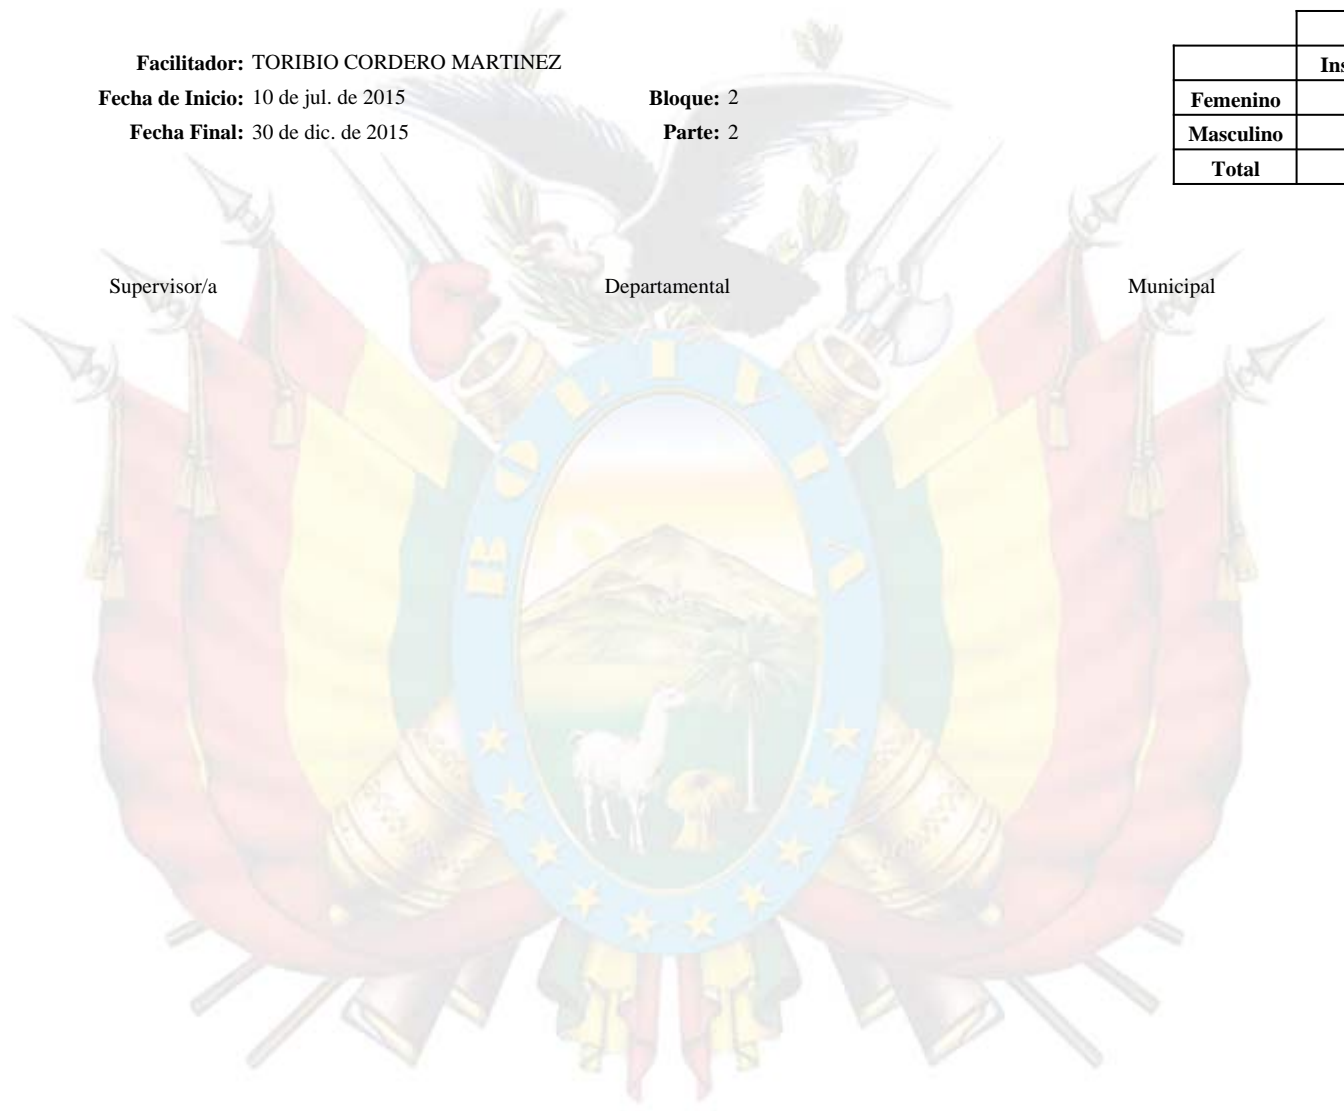 Facilitador: TORIBIO CORDERO MARTINEZ
Fecha de Inicio: 10 de jul. de 2015 Bloque: 2
Fecha Final: 30 de dic. de 2015 Parte: 2
Femenino
Masculino
Total
Supervisor/a Departamental Municipal
BOLIVIA